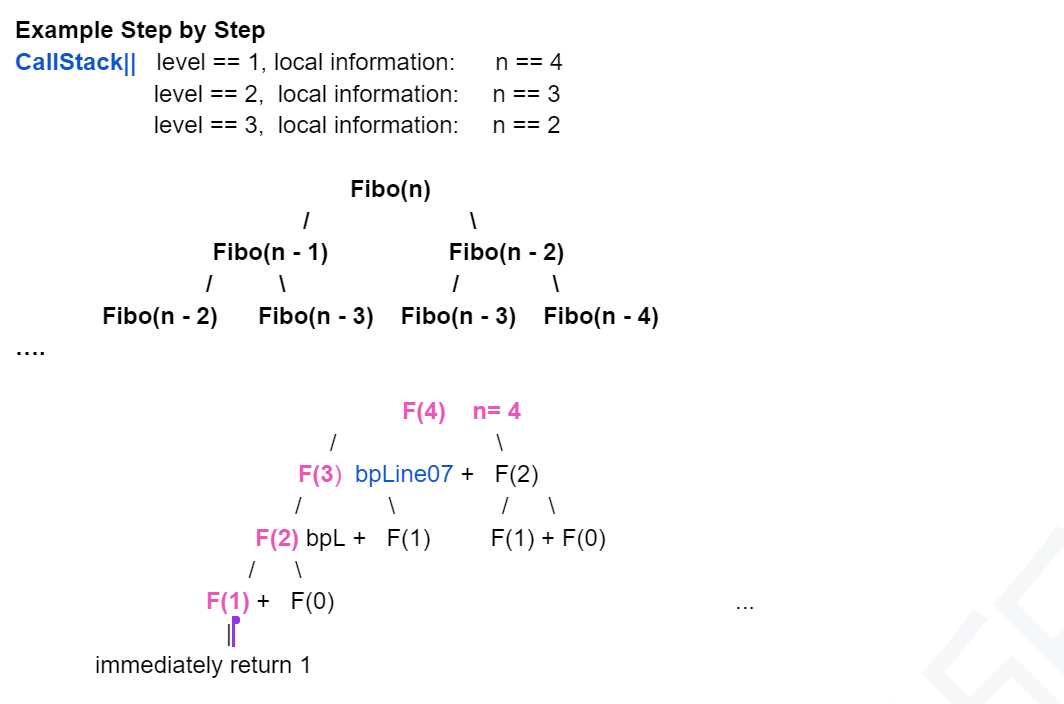 Example Step by Step
CallStack|| level == 1, local information: n == 4
level == 2, local information: n == 3
level == 3, local information: n == 2
Fibo(n)
/ \
Fibo(n - 1) Fibo(n - 2)
/ \ / \
Fibo(n - 2) Fibo(n - 3) Fibo(n - 3) Fibo(n - 4)
....
F(4) n= 4
/ \
F(3) bpLine07 + F(2)
/ \ / \
F(2) bpL + F(1) F(1) + F(0)
/ \
F(1) + F(0) ...
||
immediately return 1